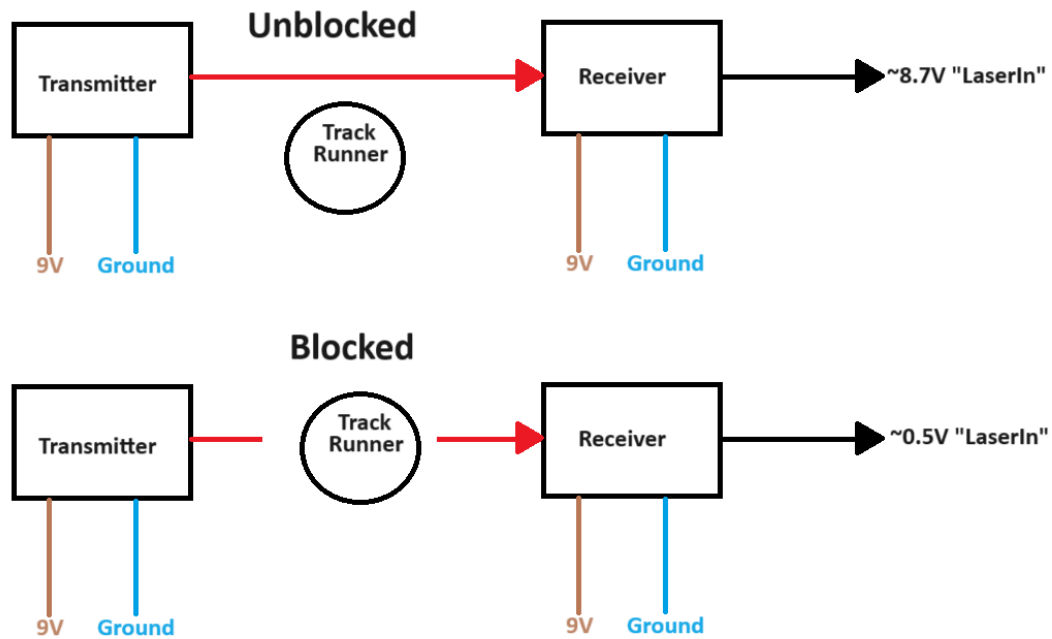 Unblocked
Transmitter
Track
Runner
Receiver
~8.7V "LaserIn"
9V
Ground
9V
Ground
Blocked
Transmitter
Track
Runner
Receiver
~0.5V "LaserIn"
9V
Ground
9V
Ground